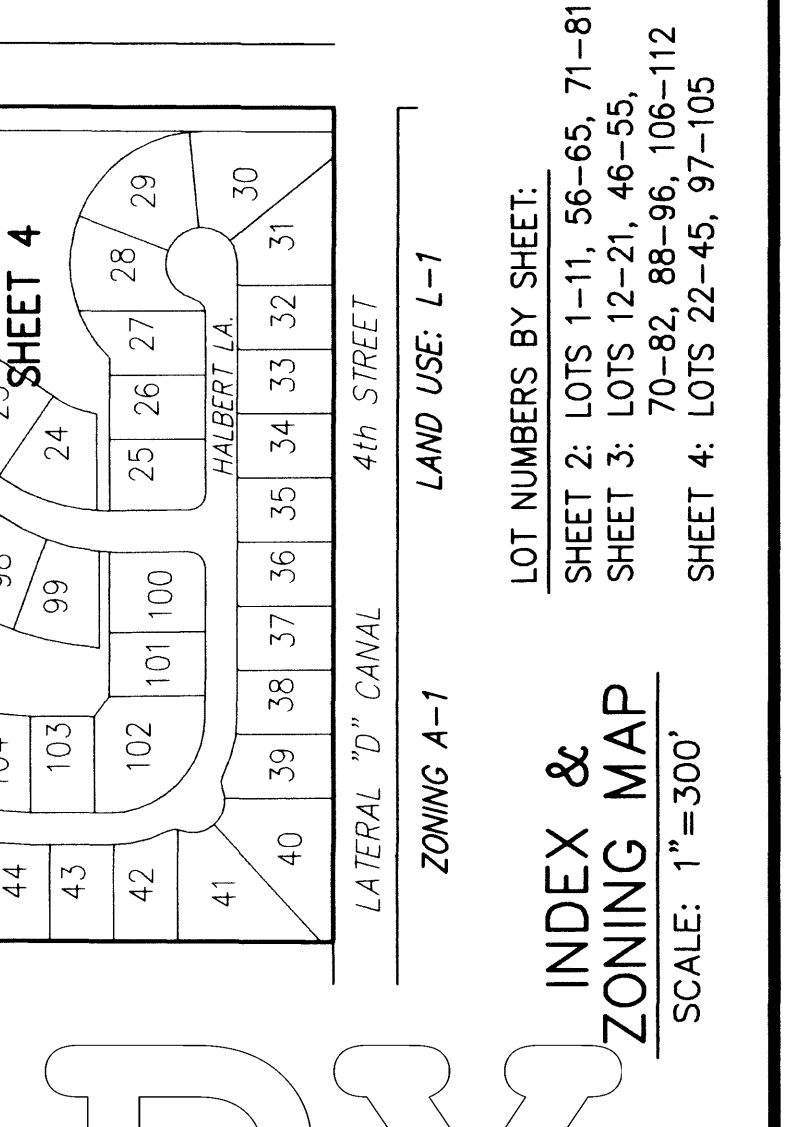 SHEET 4
29
30
28
31
27
32
26
33
24
25
34
35
HALBERT LA.
99
100
36
101
37
38
103
102
39
44
43
42
41
40
4th STREET
LATERAL "D" CANAL
LAND USE: L-1
ZONING A-1
LOT NUMBERS BY SHEET:
SHEET 2: LOTS 1-11, 56-65, 71-81
SHEET 3: LOTS 12-21, 46-55,
70-82, 88-96, 106-112
SHEET 4: LOTS 22-45, 97-105
INDEX &
ZONING MAP
SCALE: 1"=300'